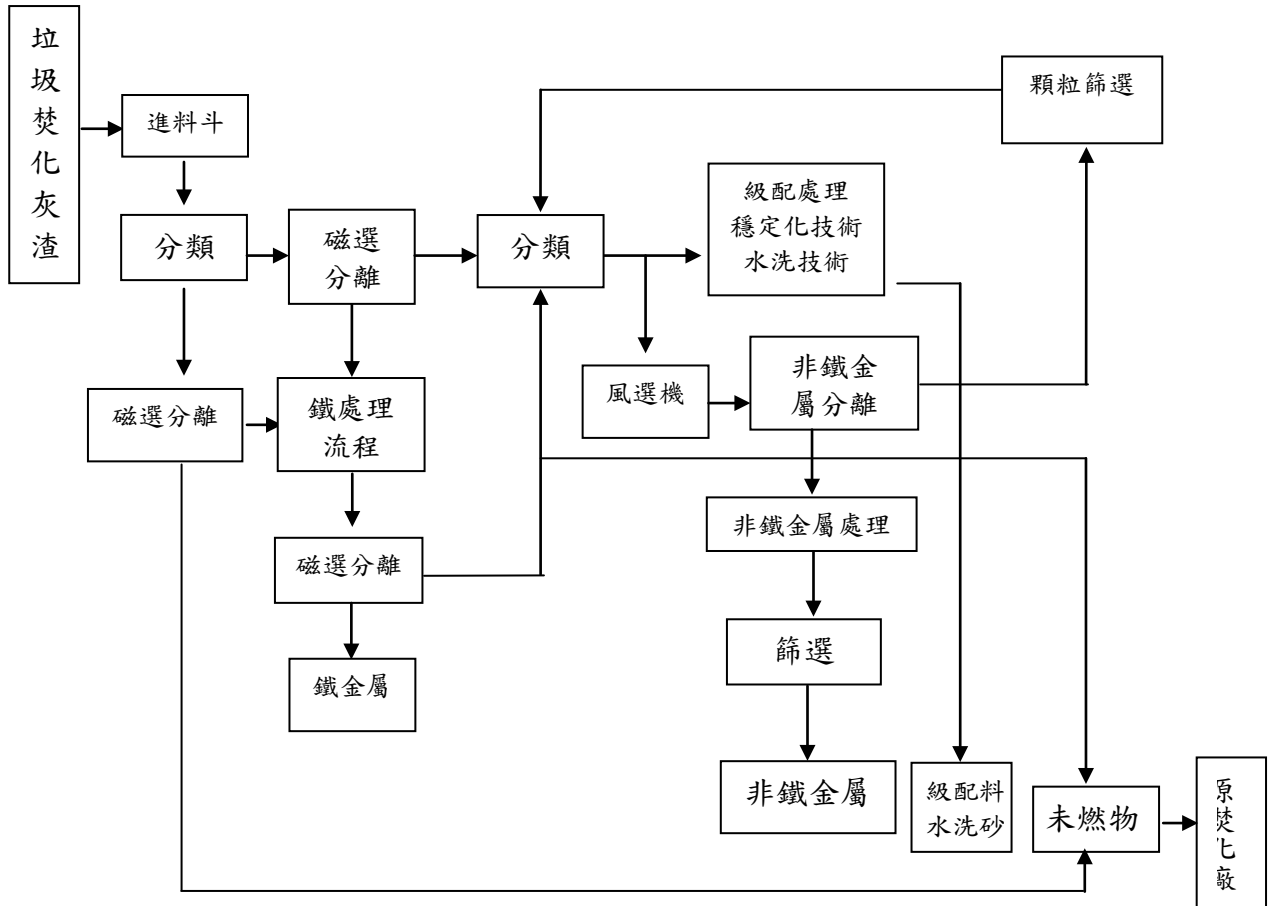 垃圾焚化灰渣
進料斗
顆粒篩選
分類
磁選
分離
分類
級配處理
穩定化技術
水洗技術
磁選分離
鐵處理
流程
風選機
非鐵金
屬分離
磁選分離
非鐵金屬處理
鐵金屬
篩選
非鐵金屬
級配料
水洗砂
未燃物
原焚化廠